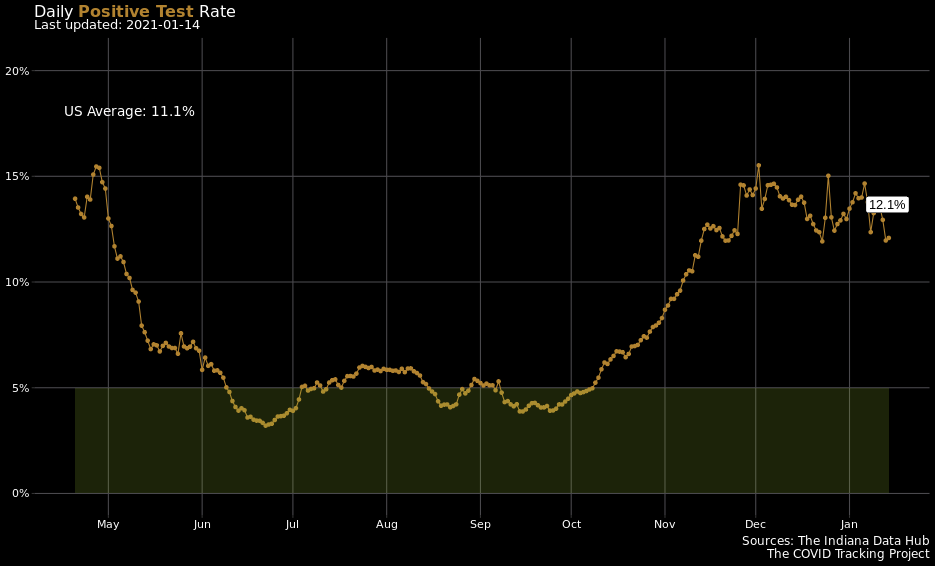 Daily Positive Test Rate
Last updated: 2021-01-14
20%
US Average: 11.1%
15%
12.1%
10%
5%
0%
May Jun Jul Aug Sep Oct Nov Dec Jan
Sources: The Indiana Data Hub
The COVID Tracking Project